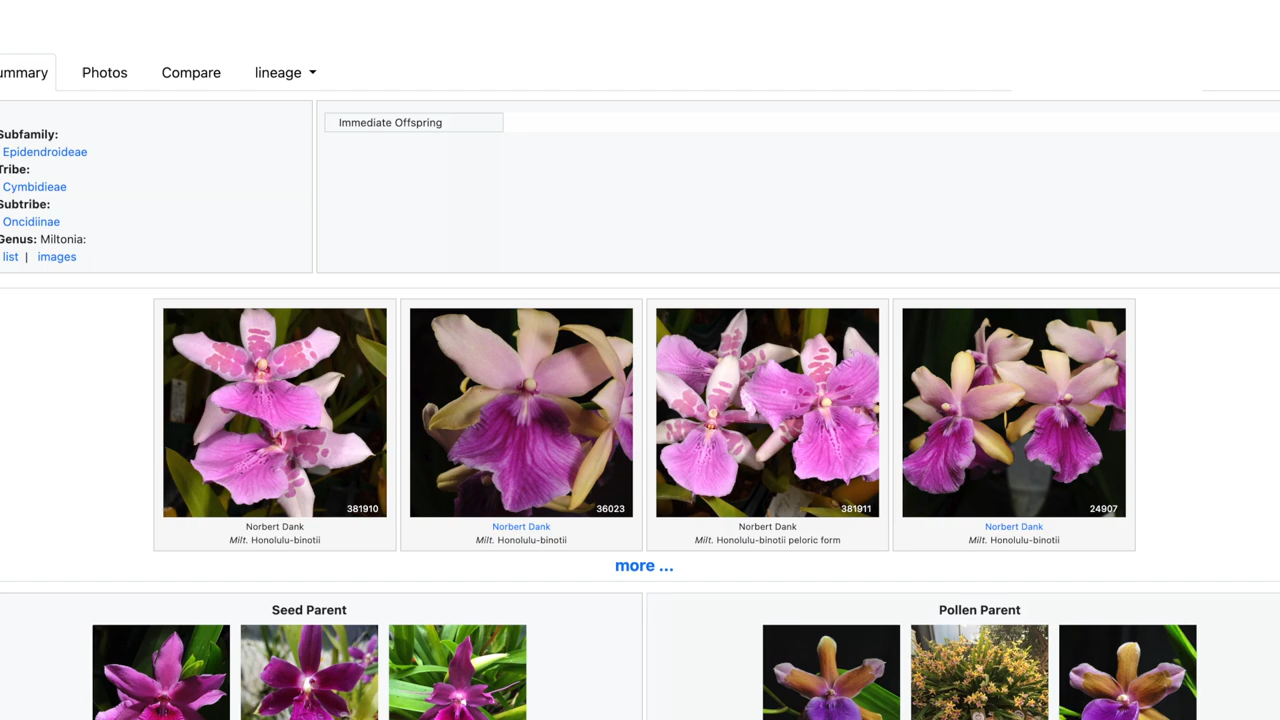 ummary Photos Compare lineage
Immediate Offspring
Subfamily:
Epidendroideae
Tribe:
Cymbidieae
Subtribe:
Oncidiinae
Genus: Miltonia:
list | images
381910 36023 381911 24907
Norbert Dank Norbert Dank Norbert Dank Norbert Dank
Milt. Honolulu-binotii Milt. Honolulu-binotii Milt. Honolulu-binotii peloric form Milt. Honolulu-binotii
more ...
Seed Parent Pollen Parent